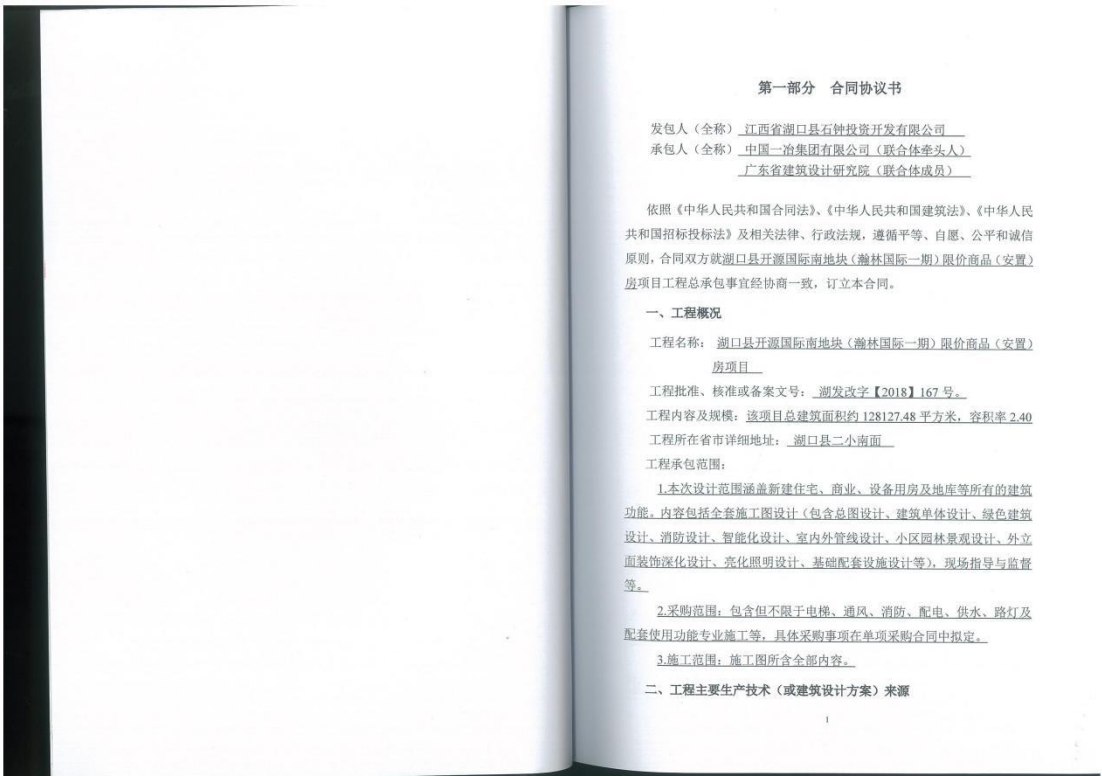 第一部分 合同协议书
发包人（全称） 江西省湖口县石钟投资开发有限公司
承包人（全称） 中国一冶集团有限公司（联合体牵头人）
广东省建筑设计研究院（联合体成员）
依照《中华人民共和国合同法》、《中华人民共和国建筑法》、《中华人民
共和国招标投标法》及相关法律、行政法规，遵循平等、自愿、公平和诚信
原则，合同双方就湖口县开源国际南地块（瀚林国际一期）限价商品（安置）
房项目工程总承包事宜经协商一致，订立本合同。
一、工程概况
工程名称： 湖口县开源国际南地块（瀚林国际一期）限价商品（安置）
房项目
工程批准、核准或备案文号： 湖发改字【2018】167 号。
工程内容及规模：该项目总建筑面积约 128127.48 平方米，容积率 2.40
工程所在省市详细地址： 湖口县二小南面
工程承包范围：
1.本次设计范围涵盖新建住宅、商业、设备用房及地库等所有的建筑
功能。内容包括全套施工图设计（包含总图设计、建筑单体设计、绿色建筑
设计、消防设计、智能化设计、室内外管线设计、小区园林景观设计、外立
面装饰深化设计、亮化照明设计、基础配套设施设计等），现场指导与监督
等。
2.采购范围：包含但不限于电梯、通风、消防、配电、供水、路灯及
配套使用功能专业施工等，具体采购事项在单项采购合同中拟定。
3.施工范围：施工图所含全部内容。
二、工程主要生产技术（或建筑设计方案）来源
1